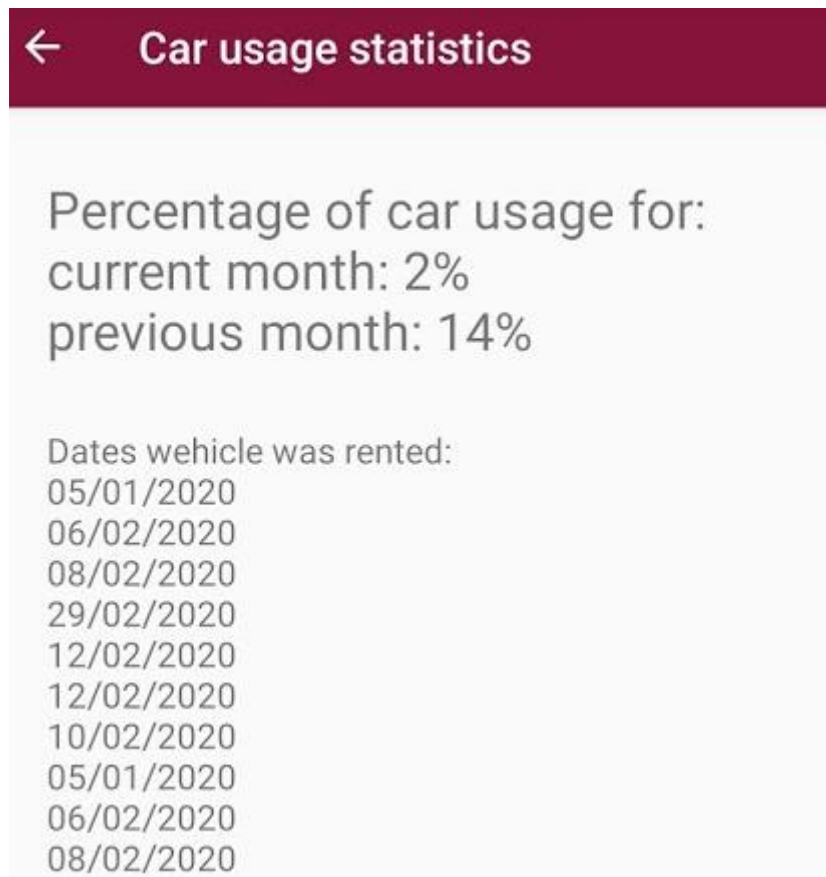 Car usage statistics
Percentage of car usage for:
current month: 2%
previous month: 14%
Dates wehicle was rented:
05/01/2020
06/02/2020
08/02/2020
29/02/2020
12/02/2020
12/02/2020
10/02/2020
05/01/2020
06/02/2020
08/02/2020